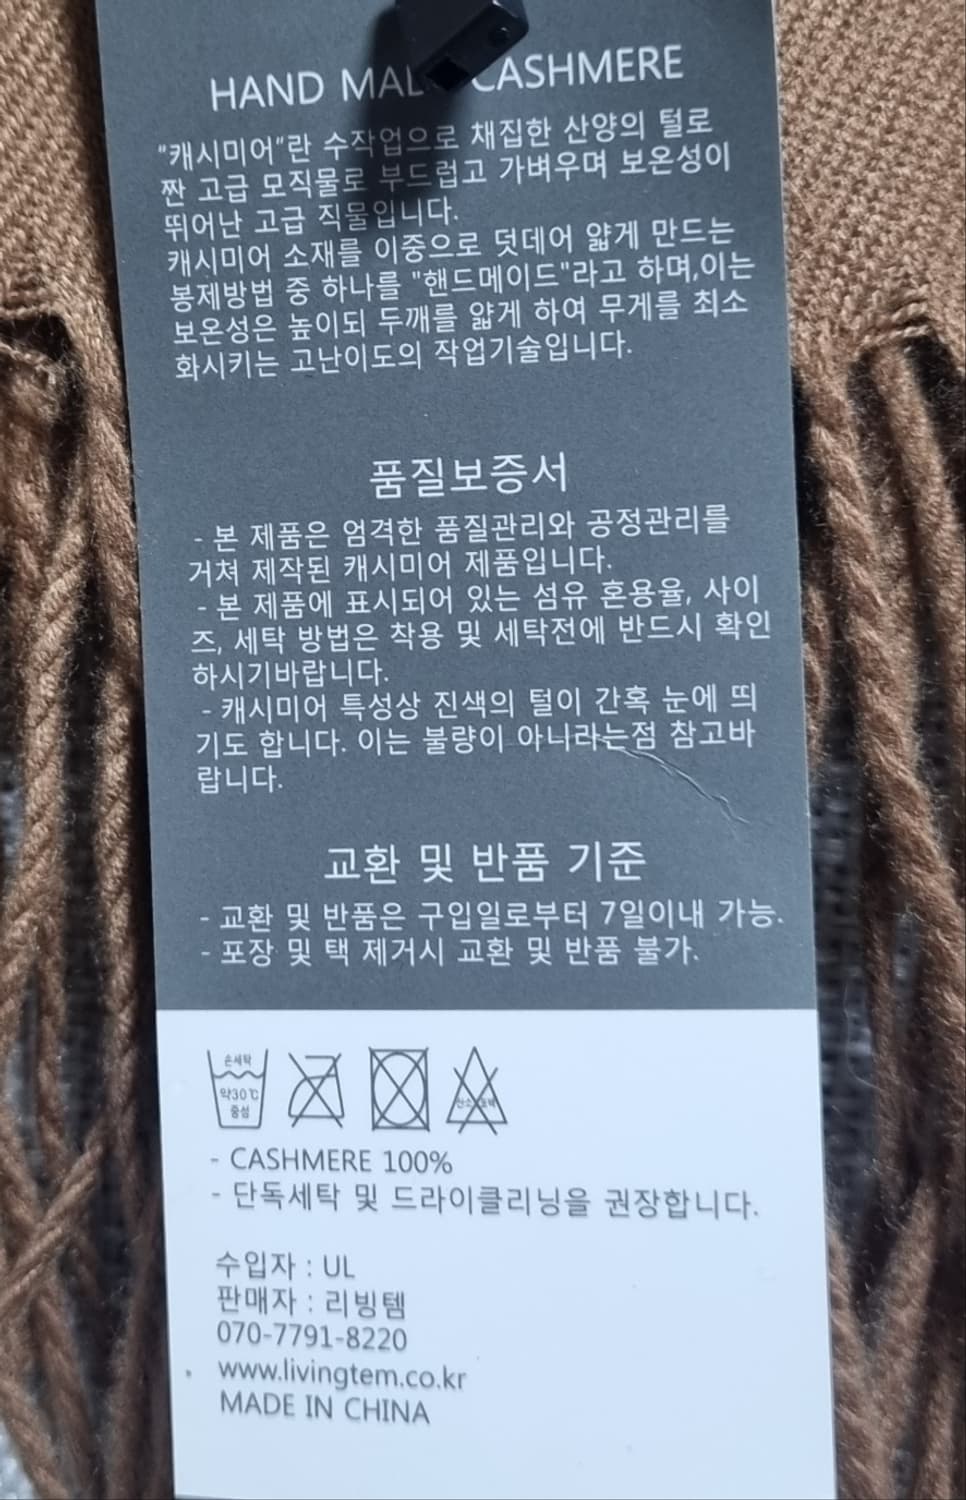 HAND MADE CASHMERE
"캐시미어"란 수작업으로 채집한 산양의 털로
짠 고급 모직물로 부드럽고 가벼우며 보온성이
뛰어난 고급 직물입니다.
캐시미어 소재를 이중으로 덧데어 얇게 만드는
봉제방법 중 하나를 "핸드메이드"라고 하며,이는
보온성은 높이되 두깨를 얇게 하여 무게를 최소
화시키는 고난이도의 작업기술입니다.
품질보증서
- 본 제품은 엄격한 품질관리와 공정관리를
거쳐 제작된 캐시미어 제품입니다.
- 본 제품에 표시되어 있는 섬유 혼용율, 사이
즈, 세탁 방법은 착용 및 세탁전에 반드시 확인
하시기바랍니다.
- 캐시미어 특성상 진색의 털이 간혹 눈에 띄
기도 합니다. 이는 불량이 아니라는점 참고바
랍니다.
교환 및 반품 기준
- 교환 및 반품은 구입일로부터 7일이내 가능.
- 포장 및 택 제거시 교환 및 반품 불가.
손세탁
약30℃
중성
- CASHMERE 100%
- 단독세탁 및 드라이클리닝을 권장합니다.
수입자 : UL
판매자 : 리빙템
070-7791-8220
www.livingtem.co.kr
MADE IN CHINA